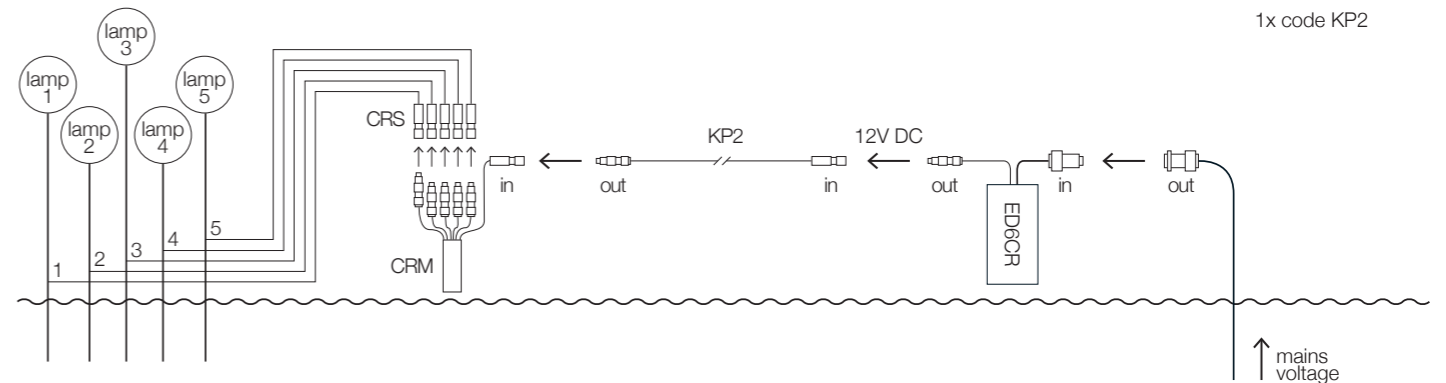 1x code KP2
lamp
1
lamp
2
lamp
3
lamp
4
lamp
5
1
2
3
4
5
CRS
CRM
in
out
KP2
in
12V DC
out
ED6CR
in
out
mains
voltage